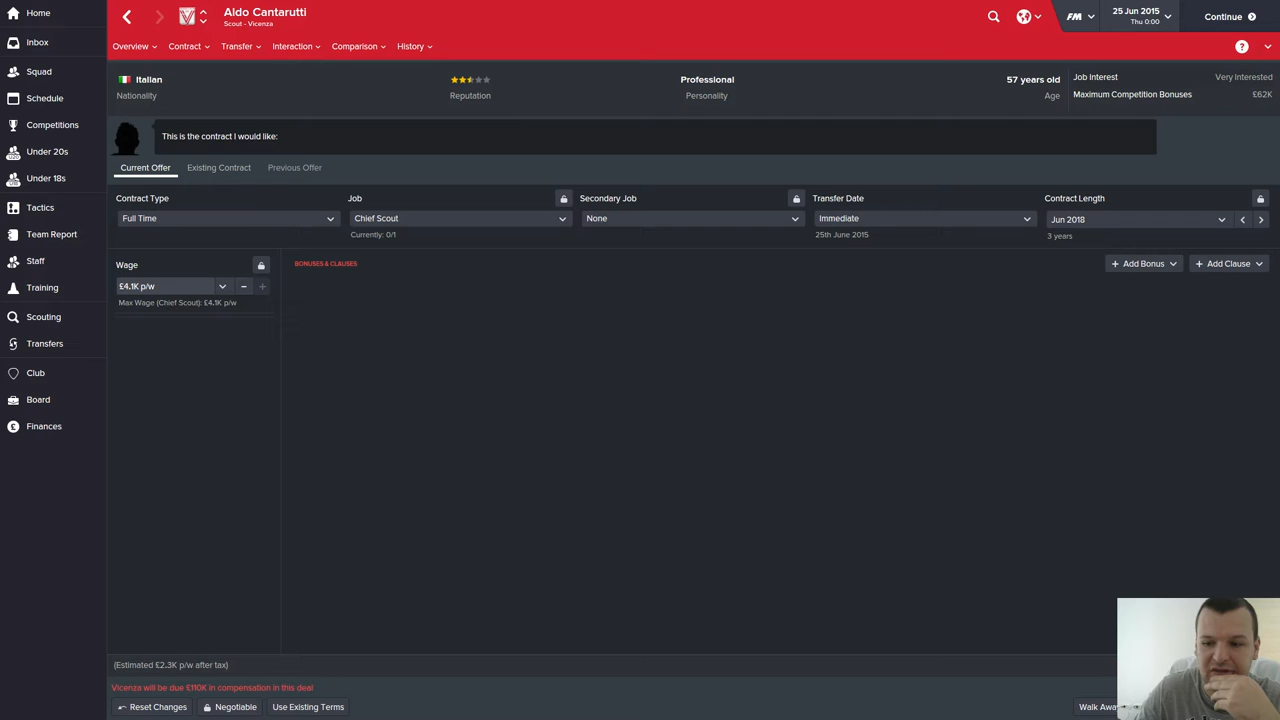 Home
Inbox
Squad
Schedule
Competitions
Under 20s
Under 18s
Tactics
Team Report
Staff
Training
Scouting
Transfers
Club
Board
Finances
Aldo Cantarutti
Scout - Vicenza
FM
25 Jun 2015
Thu 0:00
Continue
Overview
Contract
Transfer
Interaction
Comparison
History
?
Italian
Nationality
Reputation
Professional
Personality
57 years old
Age
Job Interest
Very Interested
Maximum Competition Bonuses
£62K
This is the contract I would like:
Current Offer
Existing Contract
Previous Offer
Contract Type
Full Time
Job
Chief Scout
Currently: 0/1
Secondary Job
None
Transfer Date
Immediate
25th June 2015
Contract Length
Jun 2018
3 years
Wage
£4.1K p/w
Max Wage (Chief Scout): £4.1K p/w
BONUSES & CLAUSES
+ Add Bonus
+ Add Clause
(Estimated £2.3K p/w after tax)
Vicenza will be due £110K in compensation in this deal
Reset Changes
Negotiable
Use Existing Terms
Walk Away